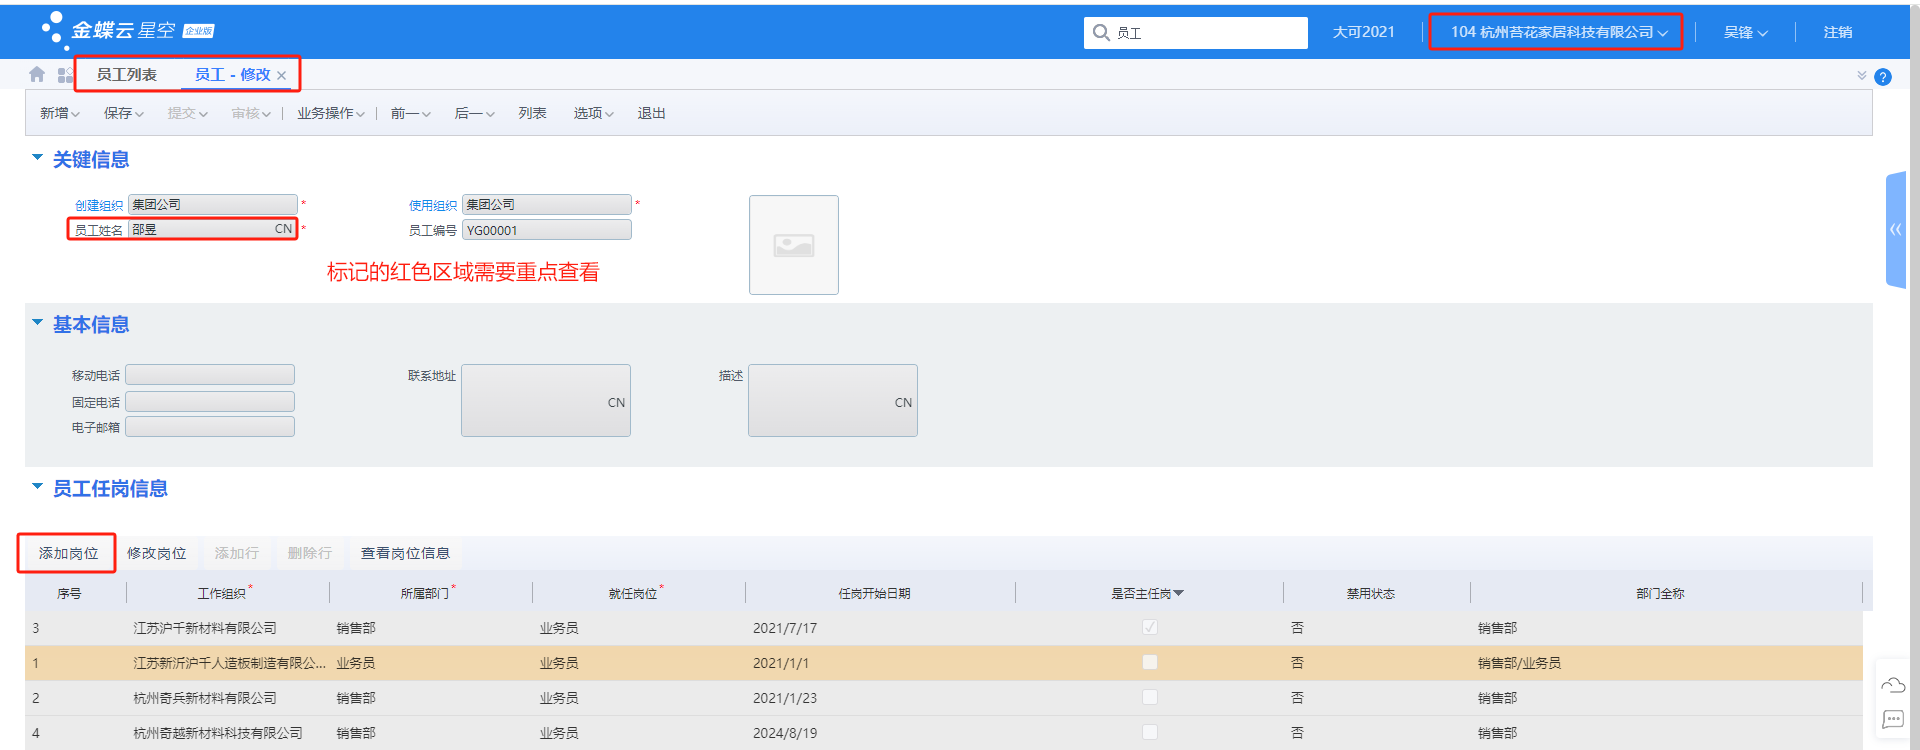 金蝶云 星空 企业版
员工
大可2021
104 杭州苔花家居科技有限公司
吴锋
注销
员工列表
员工 - 修改
?
新增 保存 提交 审核 业务操作 前一 后一 列表 选项 退出
关键信息
创建组织 集团公司 *
使用组织 集团公司 *
员工姓名 邵昱 CN *
员工编号 YG00001
标记的红色区域需要重点查看
基本信息
移动电话
联系地址 CN
描述 CN
固定电话
电子邮箱
员工任岗信息
添加岗位 修改岗位 添加行 删除行 查看岗位信息
序号 工作组织* 所属部门* 就任岗位* 任岗开始日期 是否主任岗 禁用状态 部门全称
3 江苏沪千新材料有限公司 销售部 业务员 2021/7/17 否 销售部
1 江苏新沂沪千人造板制造有限公... 业务员 业务员 2021/1/1 否 销售部/业务员
2 杭州奇兵新材料有限公司 销售部 业务员 2021/1/23 否 销售部
4 杭州奇越新材料科技有限公司 销售部 业务员 2024/8/19 否 销售部